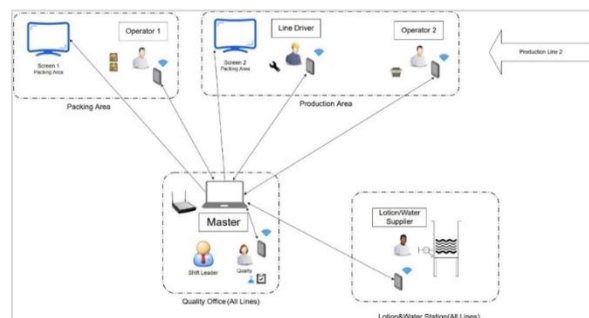 Operator 1
Screen 1
Packing Area
Packing Area
Line Driver
Operator 2
Screen 2
Packing Area
Production Area
Production Line 2
Master
Shift Leader
Quality
Quality Office(All Lines)
Lotion/Water
Supplier
Lotion&Water Station(All Lines)